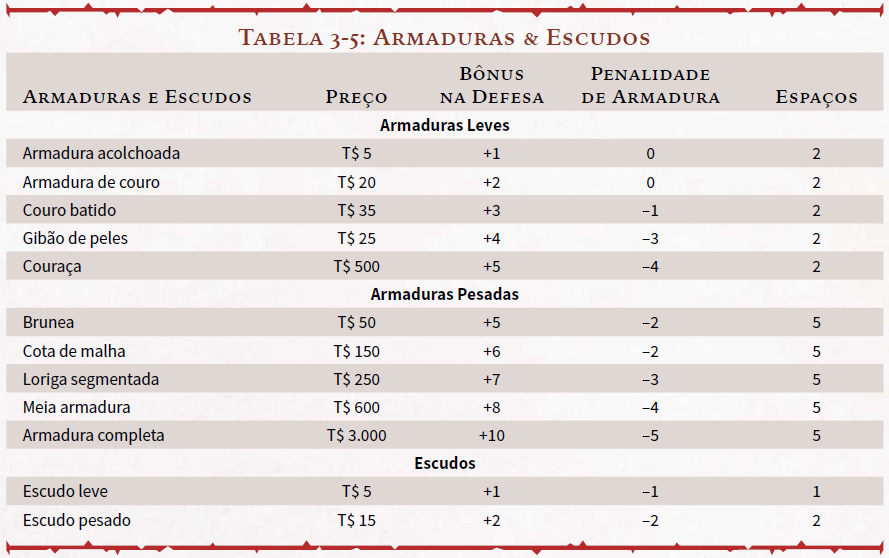 Tabela 3-5: Armaduras & Escudos
Armaduras e Escudos Preço Bônus na Defesa Penalidade de Armadura Espaços
Armaduras Leves
Armadura acolchoada T$ 5 +1 0 2
Armadura de couro T$ 20 +2 0 2
Couro batido T$ 35 +3 –1 2
Gibão de peles T$ 25 +4 –3 2
Couraça T$ 500 +5 –4 2
Armaduras Pesadas
Brunea T$ 50 +5 –2 5
Cota de malha T$ 150 +6 –2 5
Loriga segmentada T$ 250 +7 –3 5
Meia armadura T$ 600 +8 –4 5
Armadura completa T$ 3.000 +10 –5 5
Escudos
Escudo leve T$ 5 +1 –1 1
Escudo pesado T$ 15 +2 –2 2